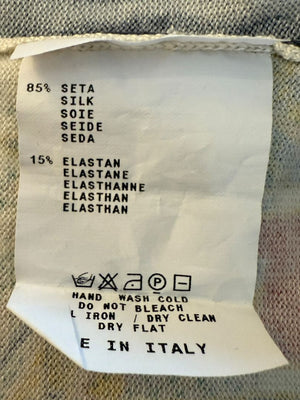 85% SETA
SILK
SOIE
SEIDE
SEDA
15% ELASTAN
ELASTANE
ELASTHANNE
ELASTHAN
ELASTHAN
HAND WASH COLD
DO NOT BLEACH
L IRON / DRY CLEAN
DRY FLAT
E IN ITALY